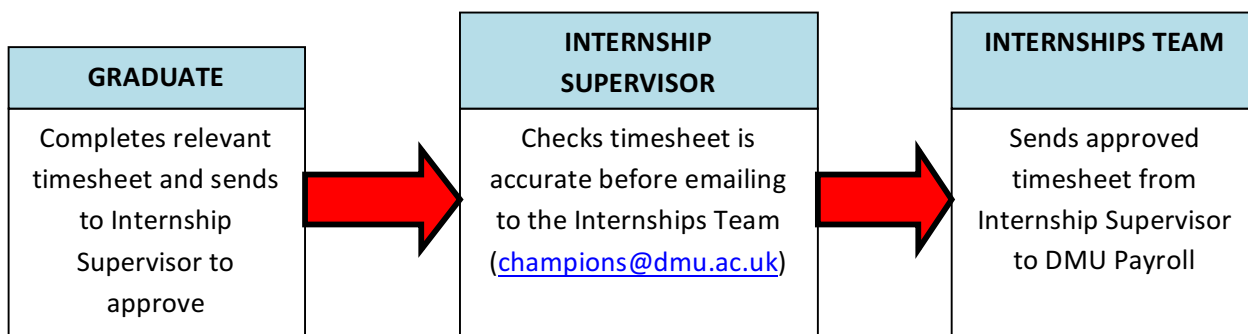 GRADUATE
Completes relevant
timesheet and sends
to Internship
Supervisor to
approve
INTERNSHIP
SUPERVISOR
Checks timesheet is
accurate before emailing
to the Internships Team
(champions@dmu.ac.uk)
INTERNSHIPS TEAM
Sends approved
timesheet from
Internship Supervisor
to DMU Payroll